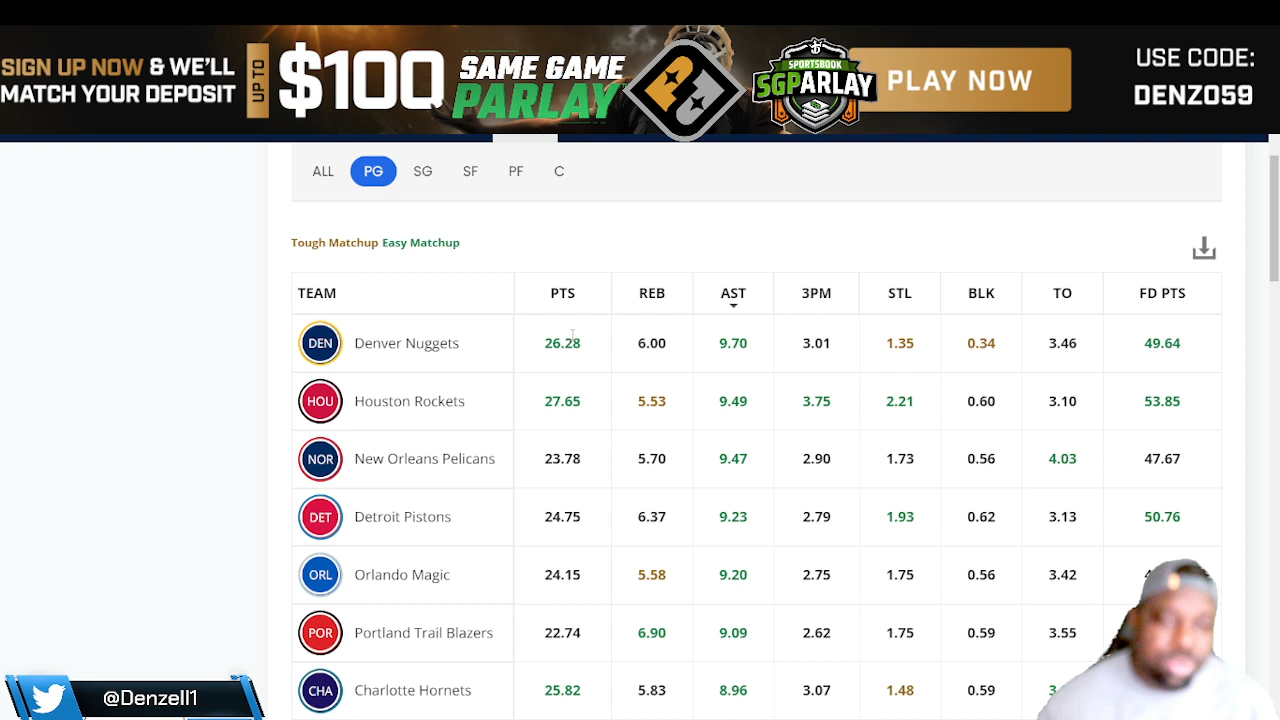 SIGN UP NOW & WE'LL
MATCH YOUR DEPOSIT
UP TO
$100
SAME GAME
PARLAY
SPORTSBOOK
SGPARLAY
PLAY NOW
USE CODE:
DENZO59
ALL PG SG SF PF C
Tough Matchup Easy Matchup
TEAM PTS REB AST 3PM STL BLK TO FD PTS
DEN Denver Nuggets 26.28 6.00 9.70 3.01 1.35 0.34 3.46 49.64
HOU Houston Rockets 27.65 5.53 9.49 3.75 2.21 0.60 3.10 53.85
NOR New Orleans Pelicans 23.78 5.70 9.47 2.90 1.73 0.56 4.03 47.67
DET Detroit Pistons 24.75 6.37 9.23 2.79 1.93 0.62 3.13 50.76
ORL Orlando Magic 24.15 5.58 9.20 2.75 1.75 0.56 3.42
POR Portland Trail Blazers 22.74 6.90 9.09 2.62 1.75 0.59 3.55
CHA Charlotte Hornets 25.82 5.83 8.96 3.07 1.48 0.59
@Denzell1